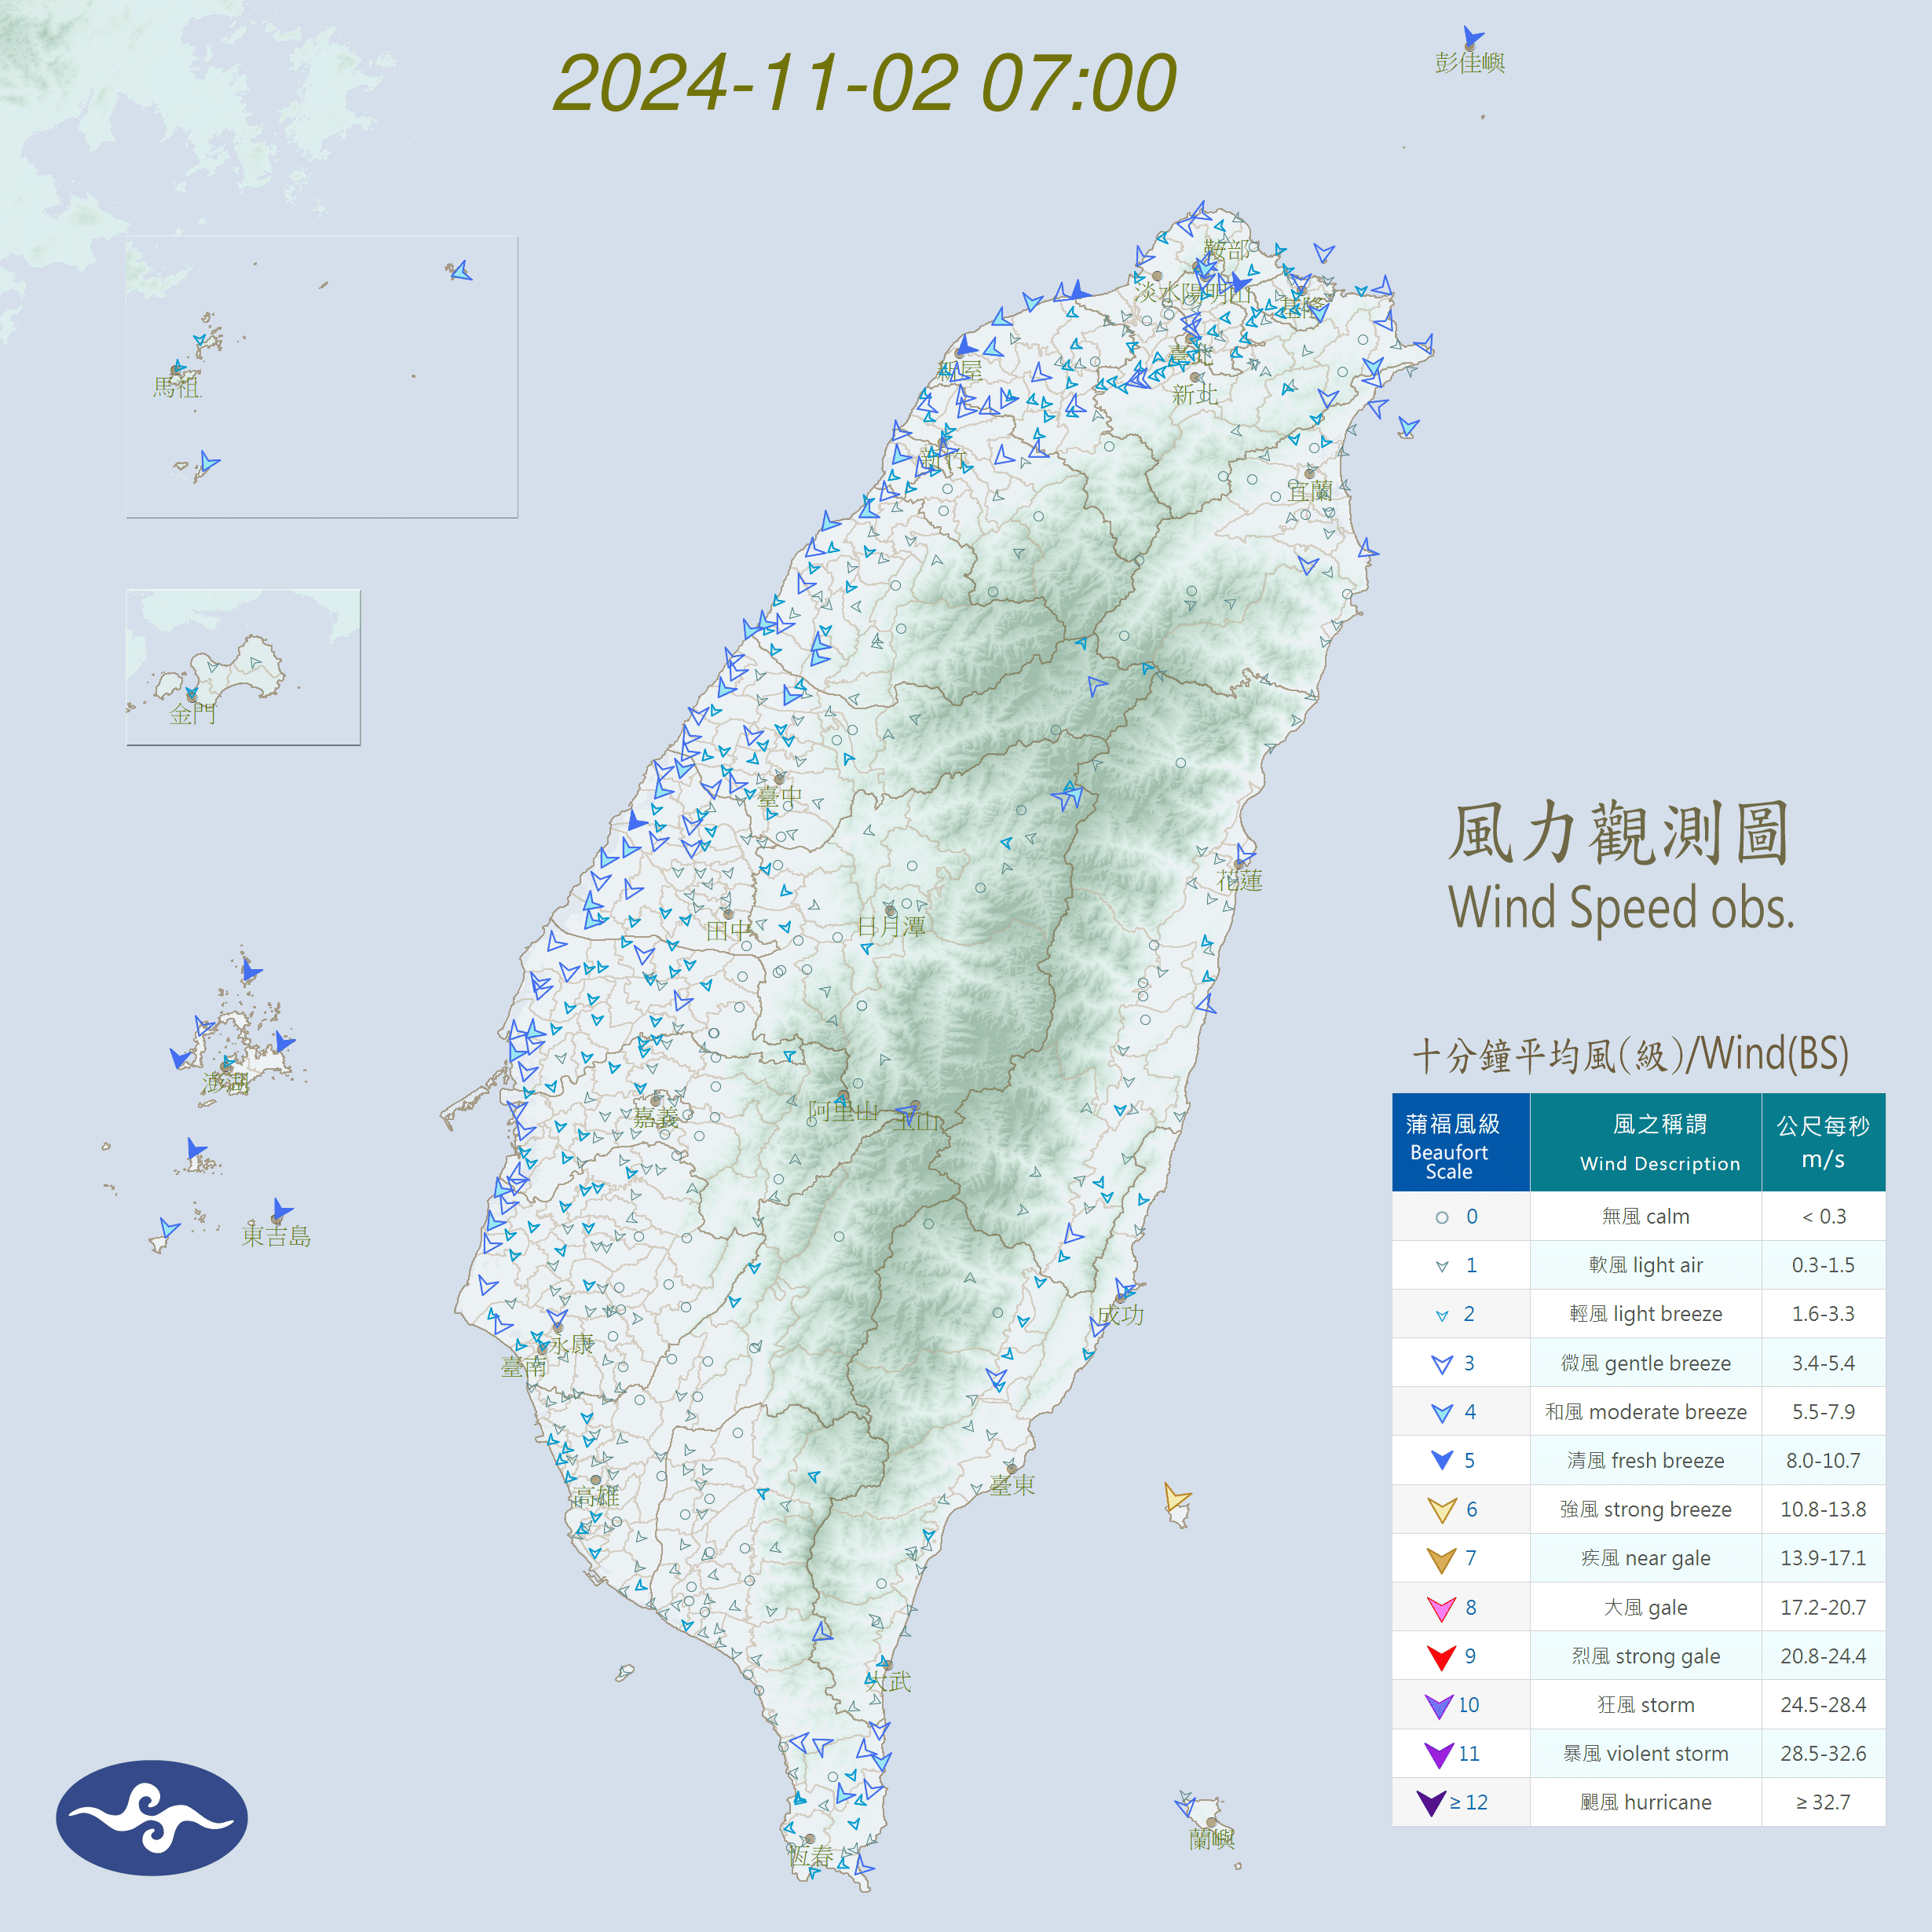 2024-11-02 07:00
彭佳嶼
鞍部
淡水
陽明山
基隆
臺北
新北
新屋
新竹
宜蘭
馬祖
金門
臺中
風力觀測圖
Wind Speed obs.
花蓮
田中
日月潭
十分鐘平均風(級)/Wind(BS)
澎湖
阿里山
玉山
嘉義
東吉島
成功
永康
臺南
臺東
高雄
大武
蘭嶼
恆春
蒲福風級 Beaufort Scale
風之稱謂 Wind Description
公尺每秒 m/s
0 無風 calm < 0.3
1 軟風 light air 0.3-1.5
2 輕風 light breeze 1.6-3.3
3 微風 gentle breeze 3.4-5.4
4 和風 moderate breeze 5.5-7.9
5 清風 fresh breeze 8.0-10.7
6 強風 strong breeze 10.8-13.8
7 疾風 near gale 13.9-17.1
8 大風 gale 17.2-20.7
9 烈風 strong gale 20.8-24.4
10 狂風 storm 24.5-28.4
11 暴風 violent storm 28.5-32.6
≥ 12 颶風 hurricane ≥ 32.7